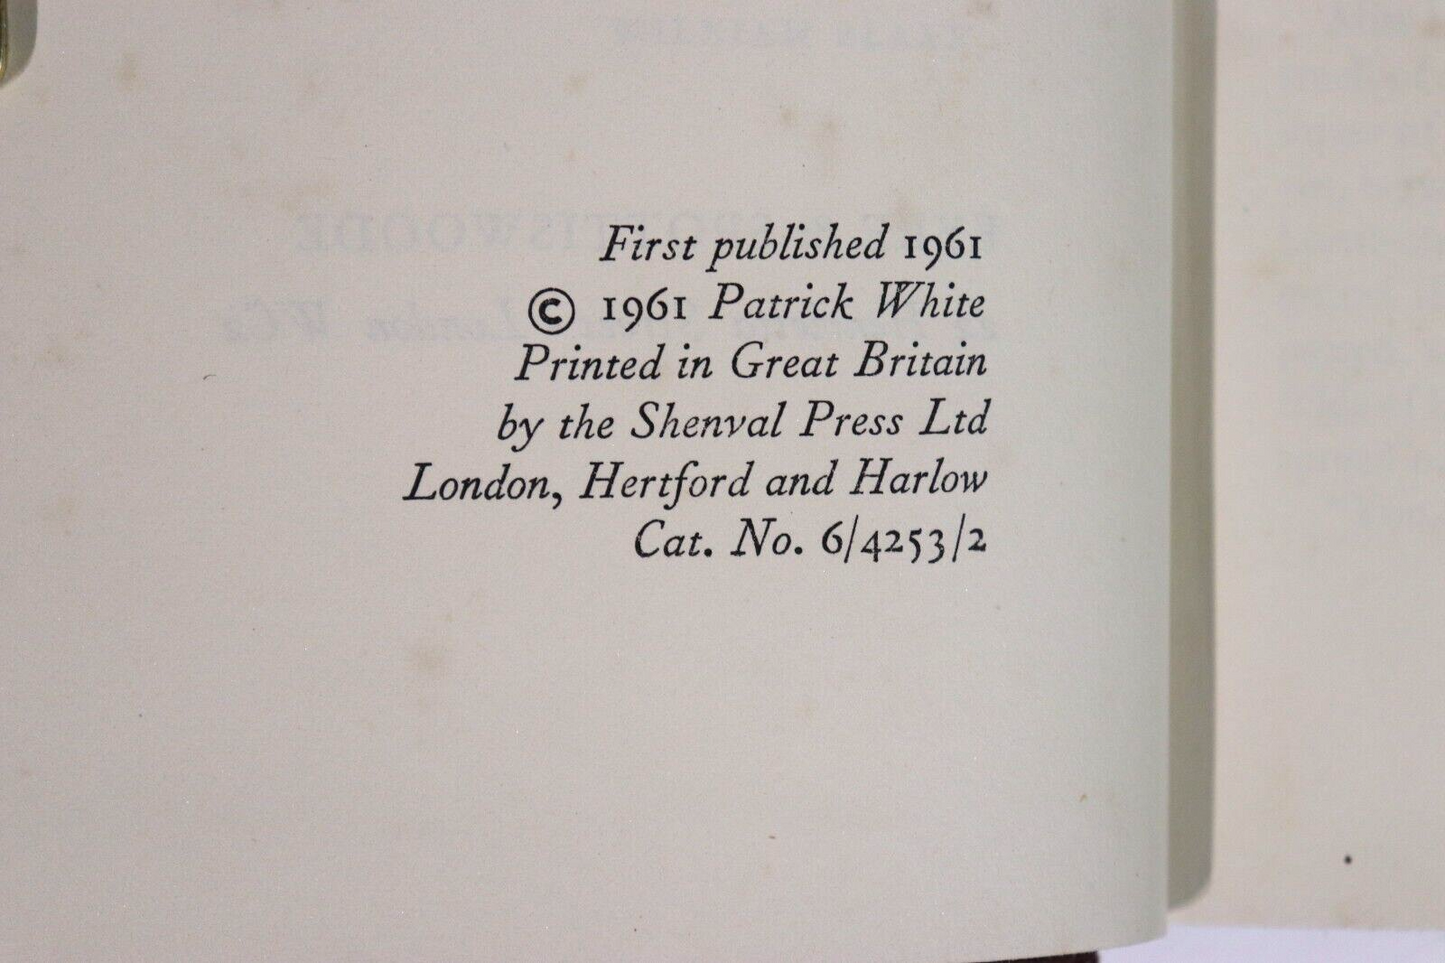 First published 1961
© 1961 Patrick White
Printed in Great Britain
by the Shenval Press Ltd
London, Hertford and Harlow
Cat. No. 6/4253/2